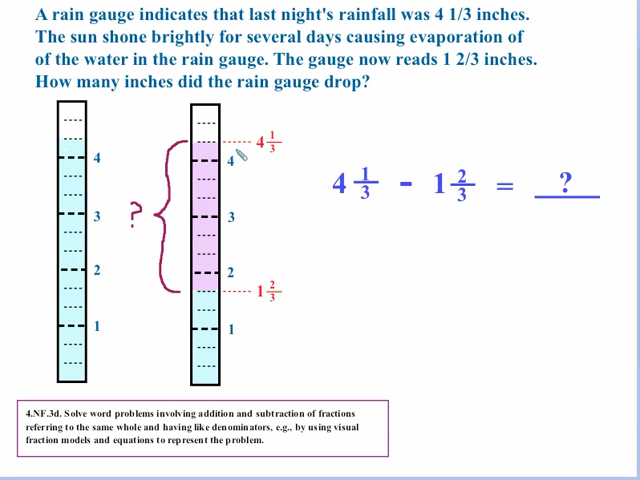 A rain gauge indicates that last night's rainfall was 4 1/3 inches.
The sun shone brightly for several days causing evaporation of
of the water in the rain gauge. The gauge now reads 1 2/3 inches.
How many inches did the rain gauge drop?
4 1/3
4
4
4 1/3 - 1 2/3 = ?
?
3
3
2
2
1 2/3
1
1
4.NF.3d. Solve word problems involving addition and subtraction of fractions
referring to the same whole and having like denominators, e.g., by using visual
fraction models and equations to represent the problem.